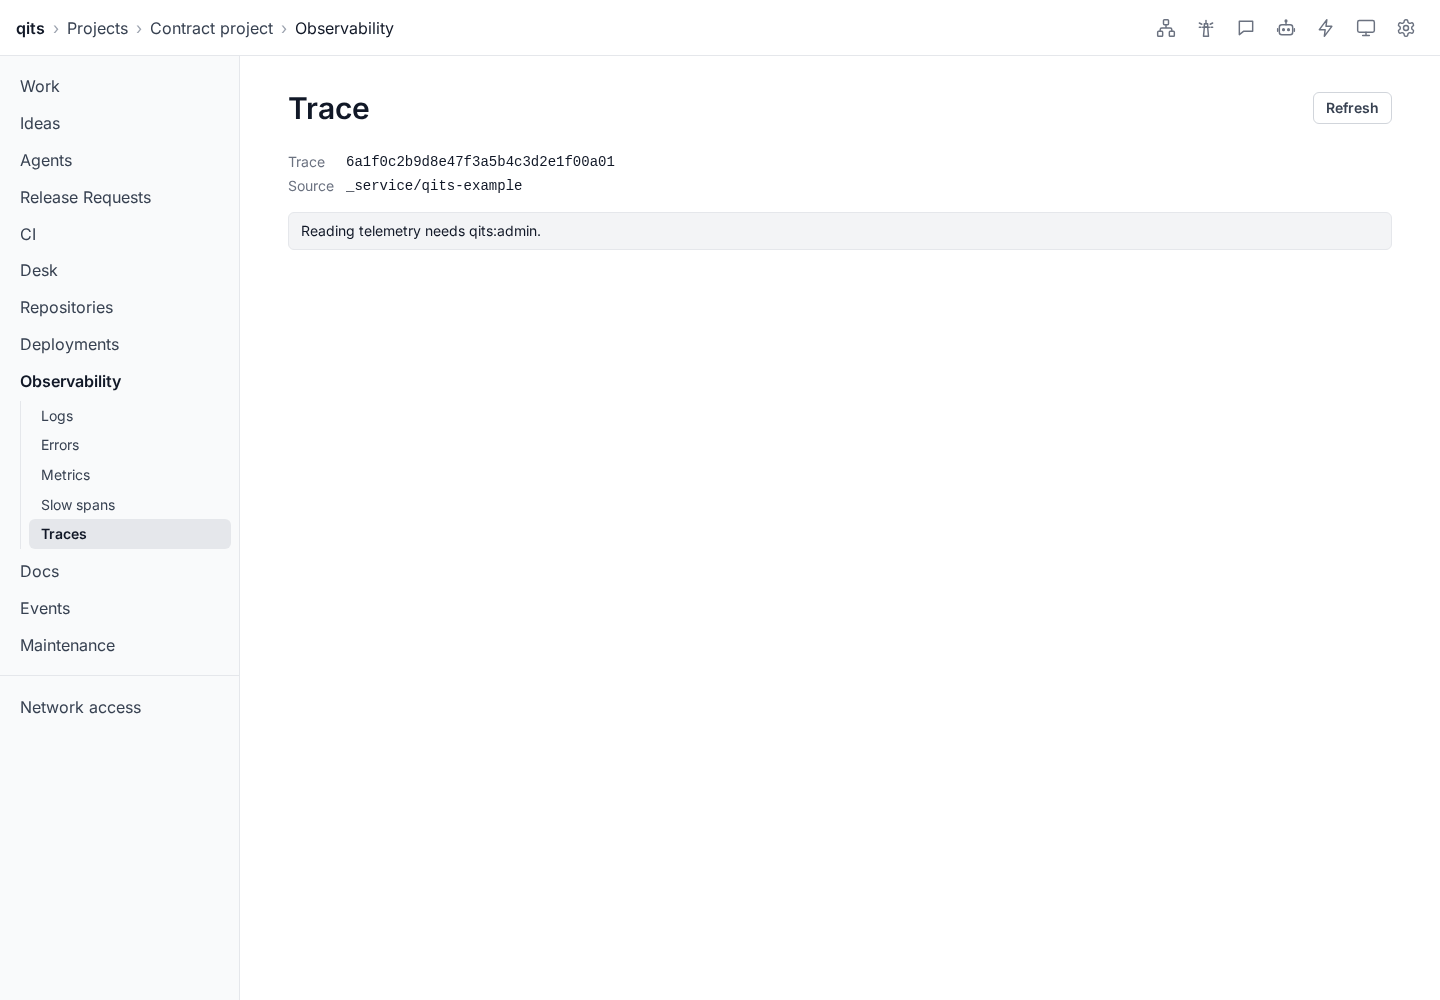 qits › Projects › Contract project › Observability
Work
Ideas
Agents
Release Requests
CI
Desk
Repositories
Deployments
Observability
Logs
Errors
Metrics
Slow spans
Traces
Docs
Events
Maintenance
Network access
Trace
Refresh
Trace 6a1f0c2b9d8e47f3a5b4c3d2e1f00a01
Source _service/qits-example
Reading telemetry needs qits:admin.